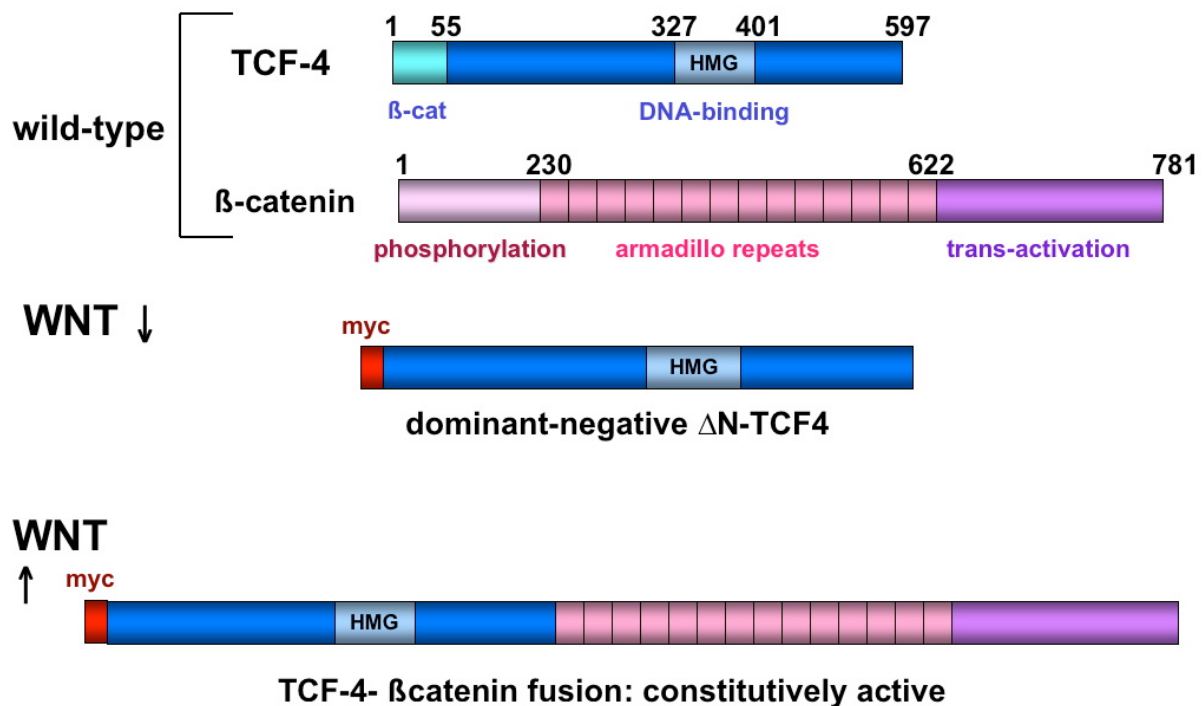 1 55 327 401 597
TCF-4
HMG
ß-cat DNA-binding
wild-type
1 230 622 781
ß-catenin
phosphorylation armadillo repeats trans-activation
WNT ↓
myc
HMG
dominant-negative ΔN-TCF4
WNT
↑
myc
HMG
TCF-4- ßcatenin fusion: constitutively active